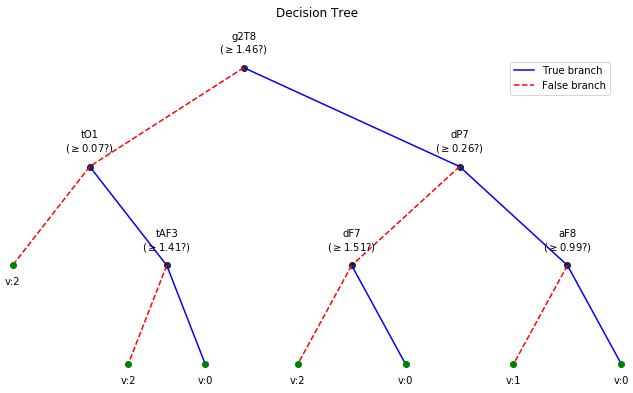 Decision Tree
g2T8
(≥1.46?)
True branch
False branch
tO1
(≥0.07?)
dP7
(≥0.26?)
tAF3
(≥1.41?)
dF7
(≥1.51?)
aF8
(≥0.99?)
v:2
v:2
v:0
v:2
v:0
v:1
v:0